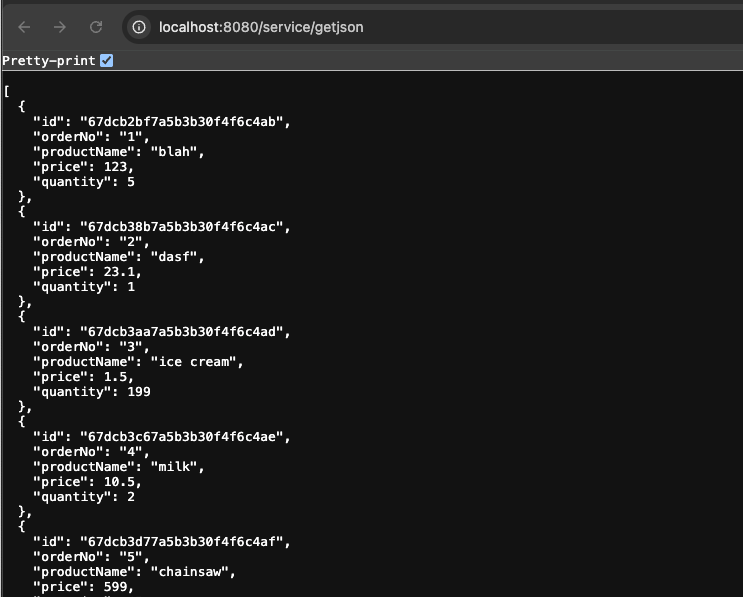 localhost:8080/service/getjson
Pretty-print
[
  {
    "id": "67dcb2bf7a5b3b30f4f6c4ab",
    "orderNo": "1",
    "productName": "blah",
    "price": 123,
    "quantity": 5
  },
  {
    "id": "67dcb38b7a5b3b30f4f6c4ac",
    "orderNo": "2",
    "productName": "dasf",
    "price": 23.1,
    "quantity": 1
  },
  {
    "id": "67dcb3aa7a5b3b30f4f6c4ad",
    "orderNo": "3",
    "productName": "ice cream",
    "price": 1.5,
    "quantity": 199
  },
  {
    "id": "67dcb3c67a5b3b30f4f6c4ae",
    "orderNo": "4",
    "productName": "milk",
    "price": 10.5,
    "quantity": 2
  },
  {
    "id": "67dcb3d77a5b3b30f4f6c4af",
    "orderNo": "5",
    "productName": "chainsaw",
    "price": 599,